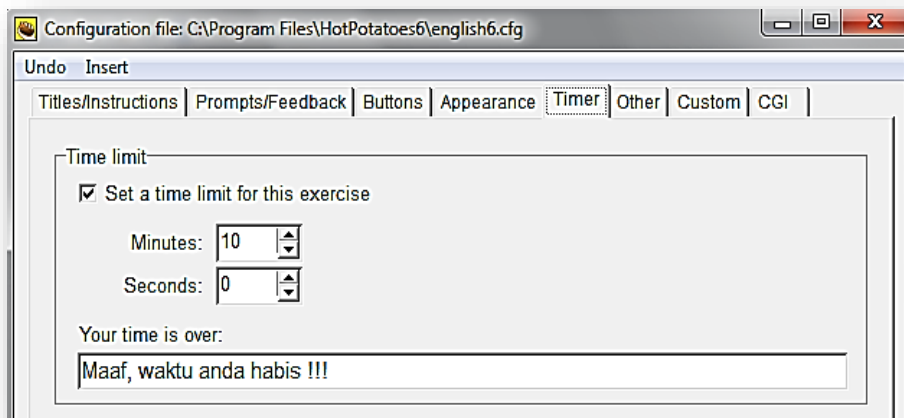 Configuration file: C:\Program Files\HotPotatoes6\english6.cfg
Undo Insert
Titles/Instructions Prompts/Feedback Buttons Appearance Timer Other Custom CGI
Time limit
Set a time limit for this exercise
Minutes: 10
Seconds: 0
Your time is over:
Maaf, waktu anda habis !!!